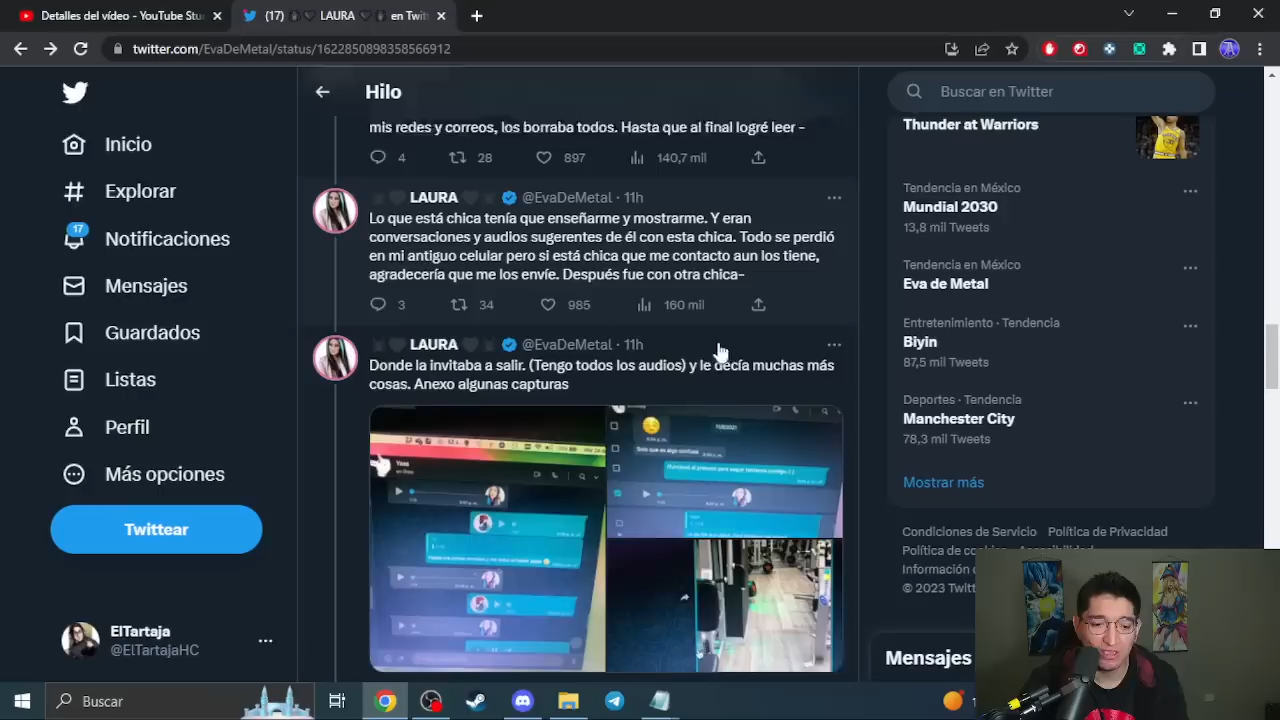 Detalles del vídeo - YouTube Stu
(17) LAURA en Twit
twitter.com/EvaDeMetal/status/1622850898358566912
Inicio
Explorar
17
Notificaciones
Mensajes
Guardados
Listas
Perfil
Más opciones
Twittear
ElTartaja
@ElTartajaHC
Hilo
mis redes y correos, los borraba todos. Hasta que al final logré leer -
4 28 897 140,7 mil
LAURA @EvaDeMetal · 11h
Lo que está chica tenía que enseñarme y mostrarme. Y eran
conversaciones y audios sugerentes de él con esta chica. Todo se perdió
en mi antiguo celular pero si está chica que me contacto aun los tiene,
agradecería que me los envíe. Después fue con otra chica-
3 34 985 160 mil
LAURA @EvaDeMetal · 11h
Donde la invitaba a salir. (Tengo todos los audios) y le decía muchas más
cosas. Anexo algunas capturas
Buscar en Twitter
Thunder at Warriors
Tendencia en México
Mundial 2030
13,8 mil Tweets
Tendencia en México
Eva de Metal
Entretenimiento · Tendencia
Biyin
87,5 mil Tweets
Deportes · Tendencia
Manchester City
78,3 mil Tweets
Mostrar más
Condiciones de Servicio Política de Privacidad
Política de
Información
© 2023 Twit
Mensajes
Buscar